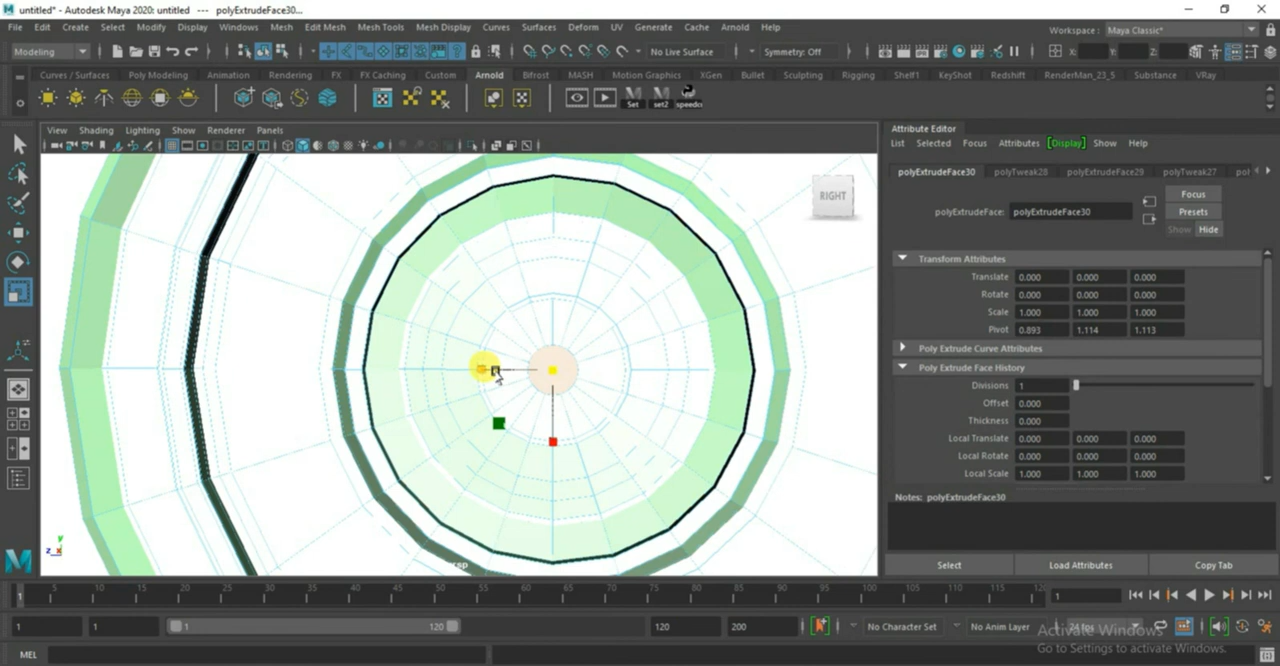 untitled* - Autodesk Maya 2020: untitled --- polyExtrudeFace30...
File Edit Create Select Modify Display Windows Mesh Edit Mesh Mesh Tools Mesh Display Curves Surfaces Deform UV Generate Cache Arnold Help
Workspace : Maya Classic*
Modeling No Live Surface Symmetry: Off X: Y: Z:
Curves / Surfaces Poly Modeling Animation Rendering FX FX Caching Custom Arnold Bifrost MASH Motion Graphics XGen Bullet Sculpting Rigging Shelf1 KeyShot Redshift RenderMan_23_5 Substance VRay
Set set2 speedc
View Shading Lighting Show Renderer Panels
RIGHT
y
z x
sp
Attribute Editor
List Selected Focus Attributes Display Show Help
polyExtrudeFace30 polyTweak28 polyExtrudeFace29 polyTweak27 pol
polyExtrudeFace: polyExtrudeFace30
Focus
Presets
Show Hide
Transform Attributes
Translate 0.000 0.000 0.000
Rotate 0.000 0.000 0.000
Scale 1.000 1.000 1.000
Pivot 0.893 1.114 1.113
Poly Extrude Curve Attributes
Poly Extrude Face History
Divisions 1
Offset 0.000
Thickness 0.000
Local Translate 0.000 0.000 0.000
Local Rotate 0.000 0.000 0.000
Local Scale 1.000 1.000 1.000
Notes: polyExtrudeFace30
Select Load Attributes Copy Tab
1 5 10 15 20 25 30 35 40 45 50 55 60 65 70 75 80 85 90 95 100 105 110 115 120 1
1 1 1 120 120 200 No Character Set No Anim Layer 24 fps
Activate Windows
Go to Settings to activate Windows.
MEL